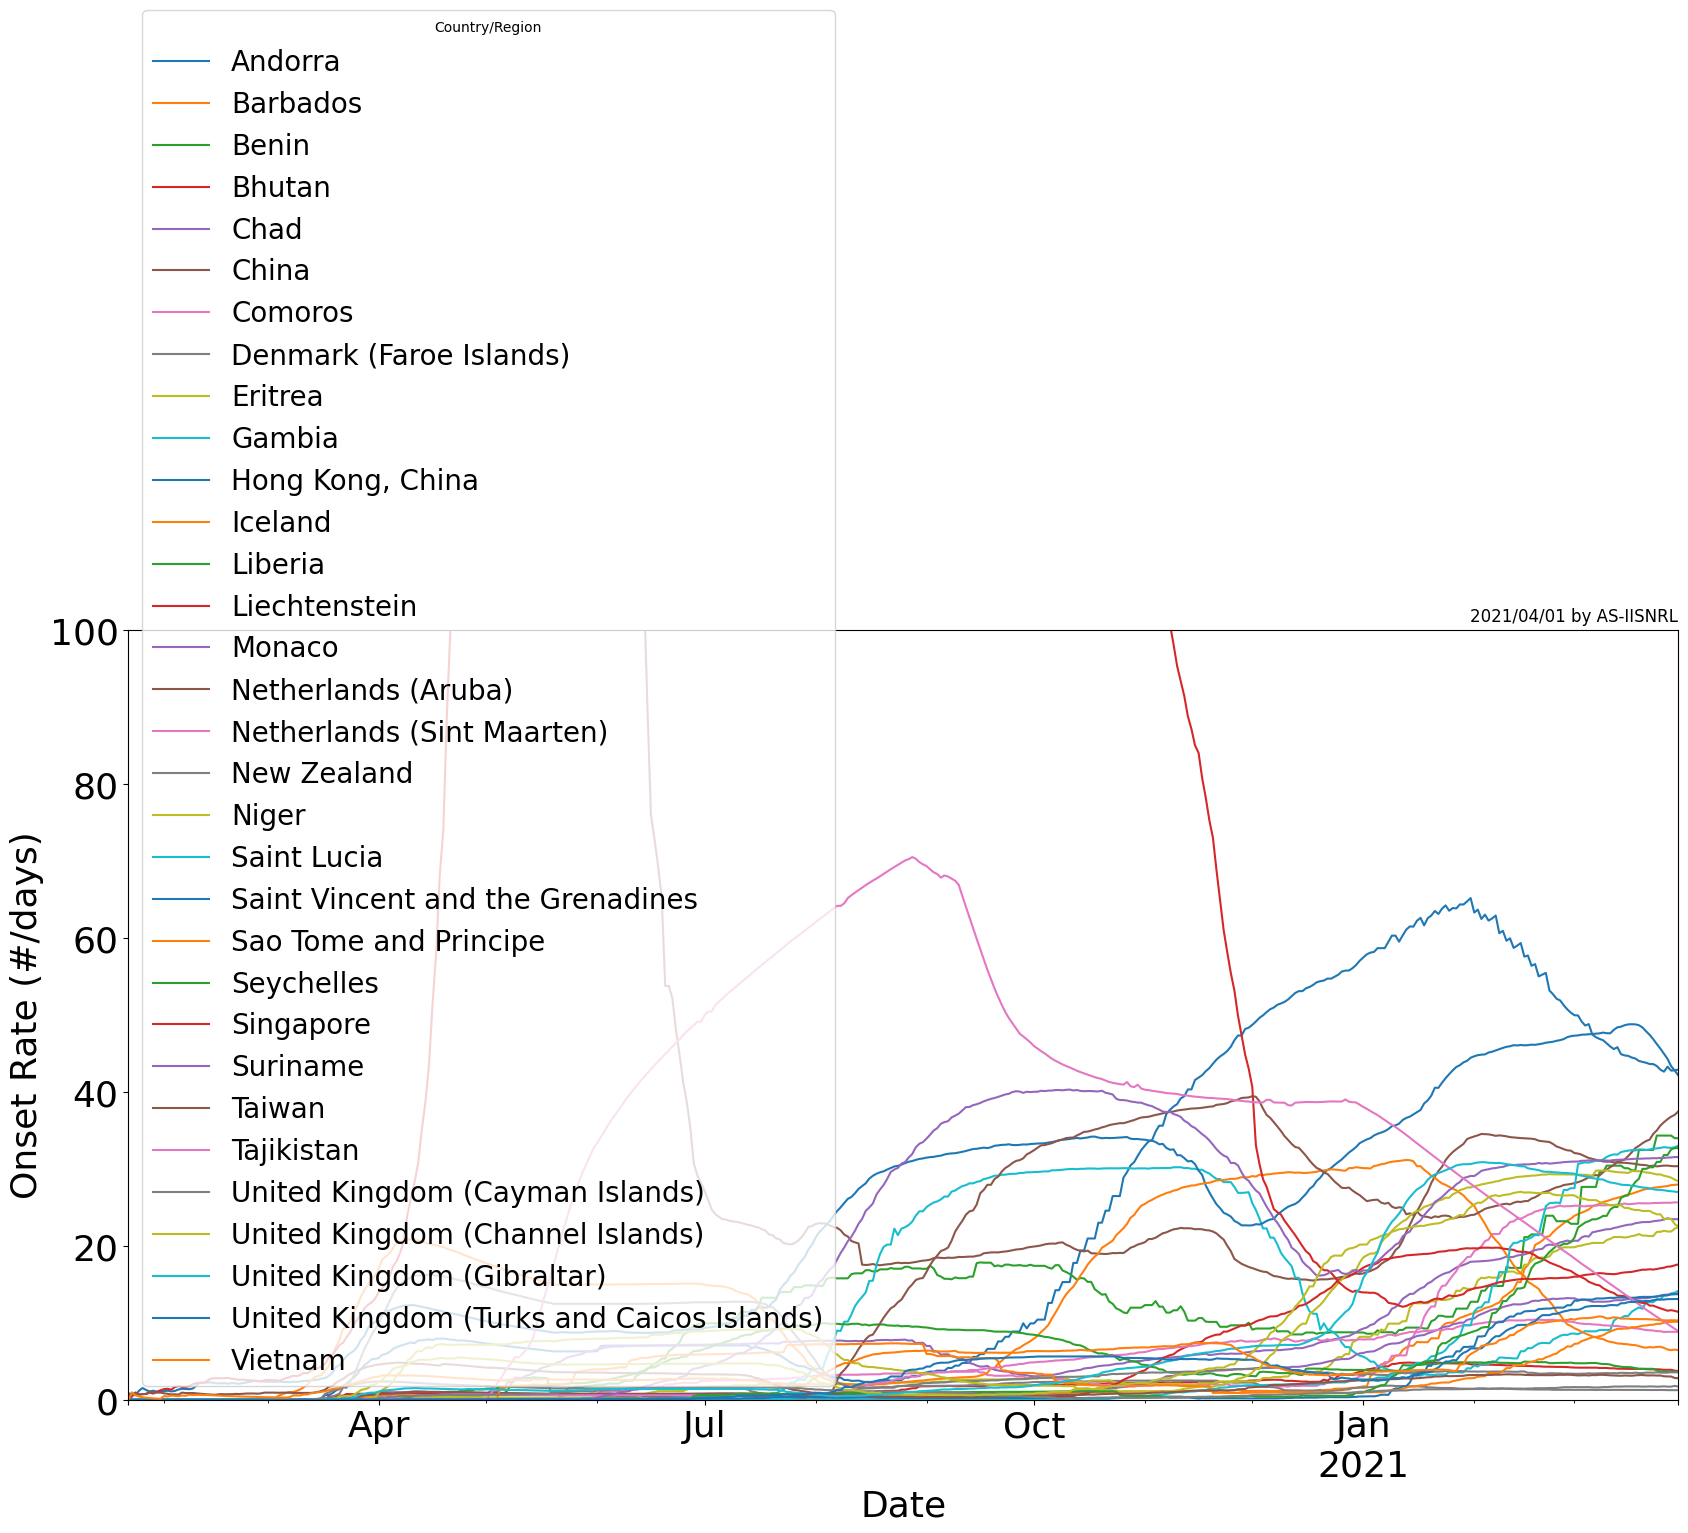 Country/Region
Andorra
Barbados
Benin
Bhutan
Chad
China
Comoros
Denmark (Faroe Islands)
Eritrea
Gambia
Hong Kong, China
Iceland
Liberia
Liechtenstein
Monaco
Netherlands (Aruba)
Netherlands (Sint Maarten)
New Zealand
Niger
Saint Lucia
Saint Vincent and the Grenadines
Sao Tome and Principe
Seychelles
Singapore
Suriname
Taiwan
Tajikistan
United Kingdom (Cayman Islands)
United Kingdom (Channel Islands)
United Kingdom (Gibraltar)
United Kingdom (Turks and Caicos Islands)
Vietnam
2021/04/01 by AS-IISNRL
100
80
60
40
20
0
Onset Rate (#/days)
Apr
Jul
Oct
Jan
2021
Date